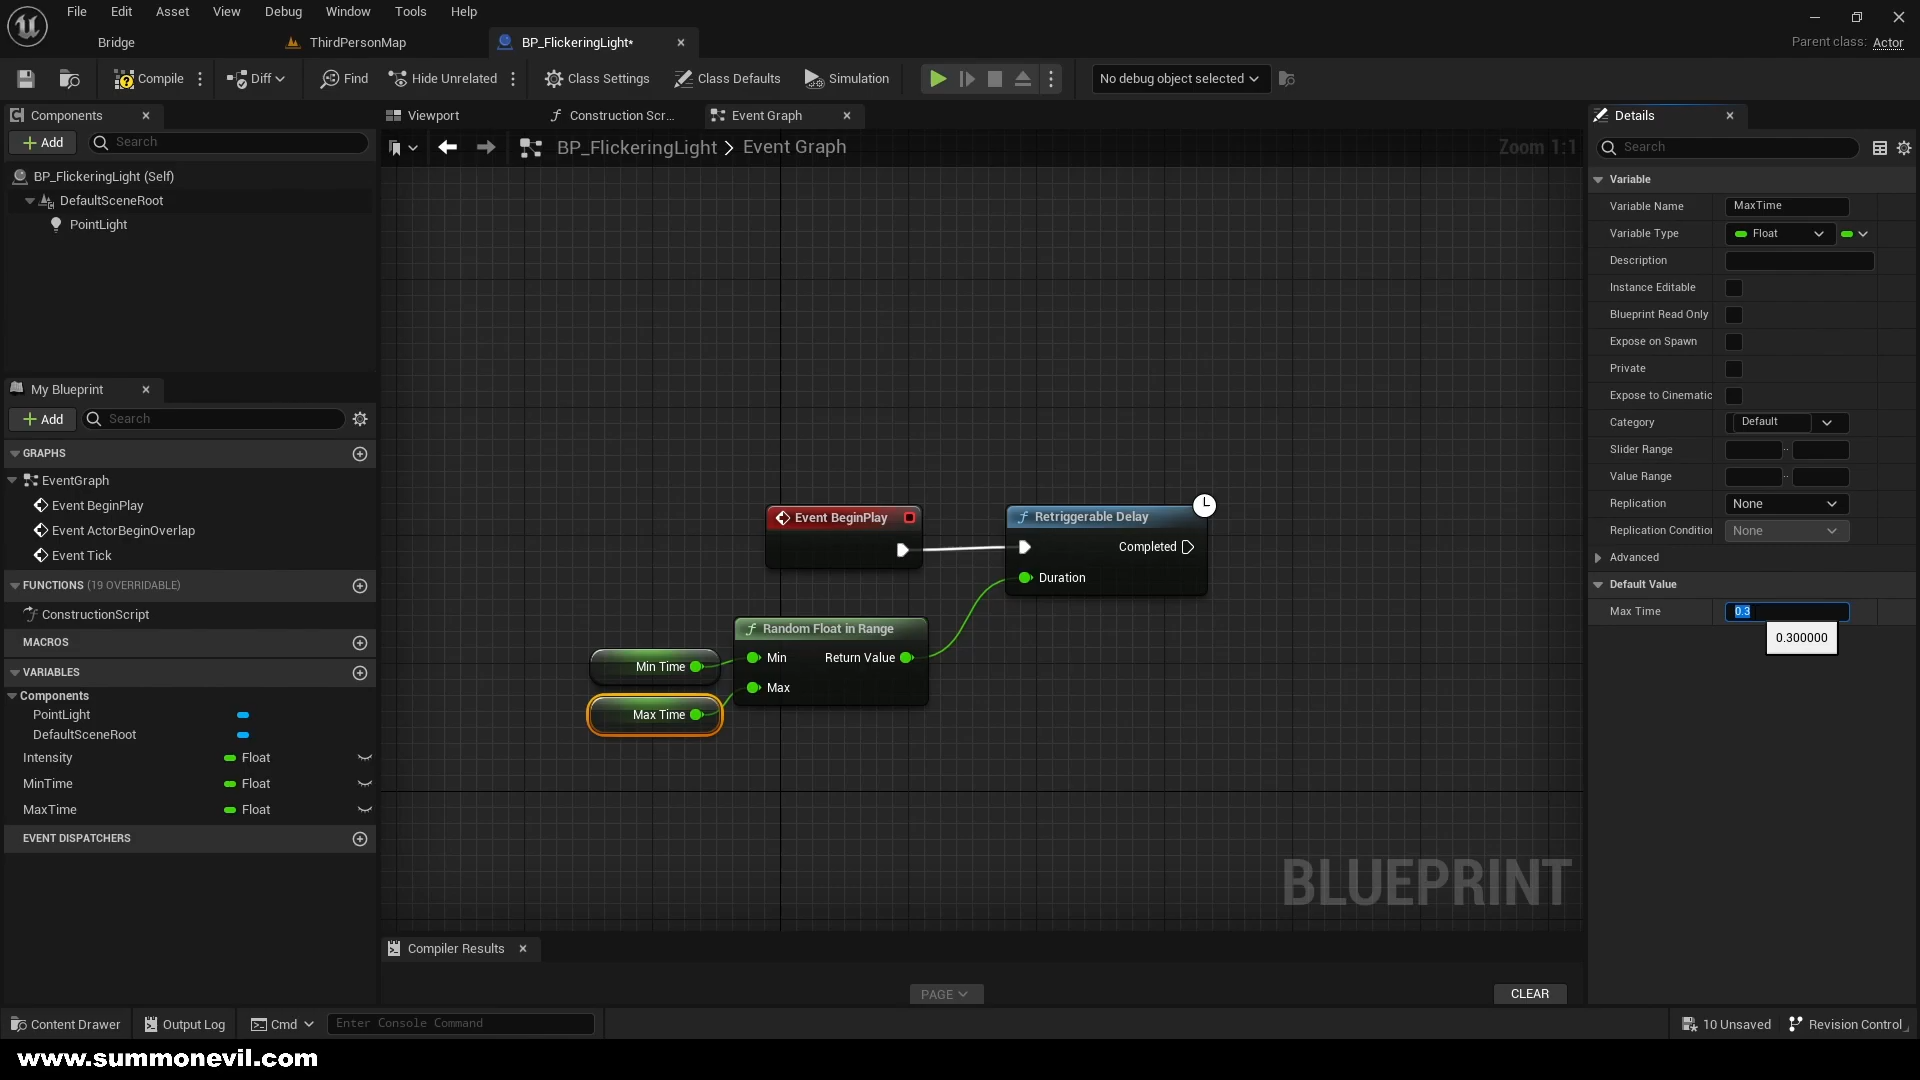 File Edit Asset View Debug Window Tools Help
Bridge ThirdPersonMap BP_FlickeringLight*
Parent class: Actor
Compile Diff Find Hide Unrelated Class Settings Class Defaults Simulation No debug object selected
Components
Add Search
BP_FlickeringLight (Self)
DefaultSceneRoot
PointLight
My Blueprint
Add Search
GRAPHS
EventGraph
Event BeginPlay
Event ActorBeginOverlap
Event Tick
FUNCTIONS (19 OVERRIDABLE)
ConstructionScript
MACROS
VARIABLES
Components
PointLight
DefaultSceneRoot
Intensity Float
MinTime Float
MaxTime Float
EVENT DISPATCHERS
Viewport Construction Scr... Event Graph
BP_FlickeringLight > Event Graph Zoom 1:1
Event BeginPlay
Retriggerable Delay
Completed
Duration
Random Float in Range
Min Return Value
Max
Min Time
Max Time
BLUEPRINT
Compiler Results
PAGE CLEAR
Details
Search
Variable
Variable Name MaxTime
Variable Type Float
Description
Instance Editable
Blueprint Read Only
Expose on Spawn
Private
Expose to Cinematic
Category Default
Slider Range ..
Value Range ..
Replication None
Replication Condition None
Advanced
Default Value
Max Time 0.3
0.300000
Content Drawer Output Log Cmd Enter Console Command 10 Unsaved Revision Control
www.summonevil.com